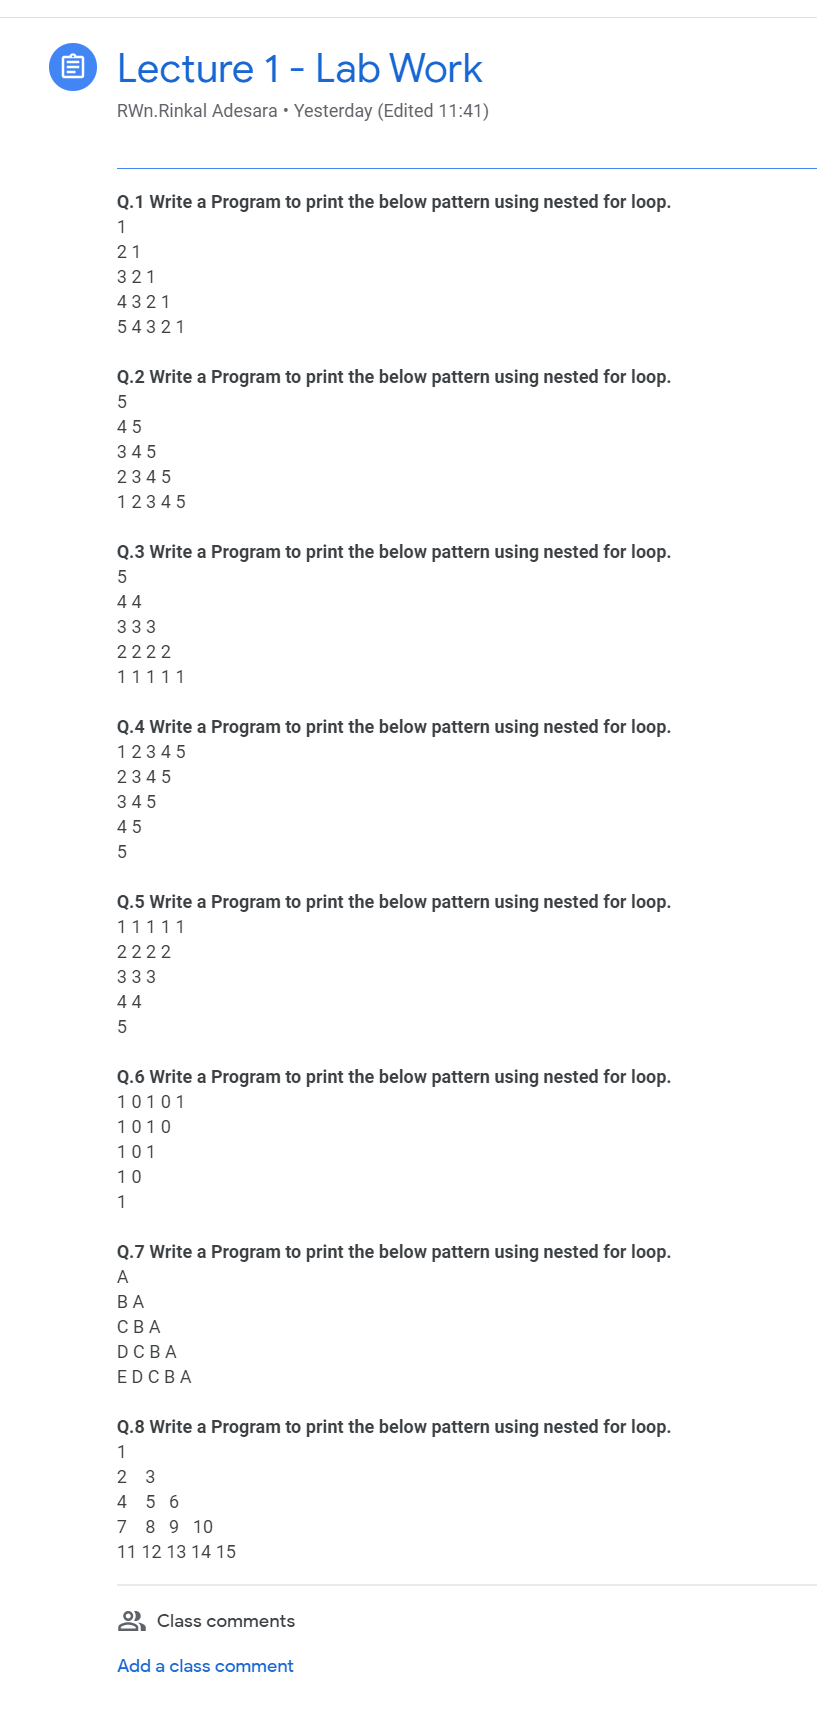 Lecture 1 - Lab Work
RWn.Rinkal Adesara • Yesterday (Edited 11:41)
Q.1 Write a Program to print the below pattern using nested for loop.
1
2 1
3 2 1
4 3 2 1
5 4 3 2 1
Q.2 Write a Program to print the below pattern using nested for loop.
5
4 5
3 4 5
2 3 4 5
1 2 3 4 5
Q.3 Write a Program to print the below pattern using nested for loop.
5
4 4
3 3 3
2 2 2 2
1 1 1 1 1
Q.4 Write a Program to print the below pattern using nested for loop.
1 2 3 4 5
2 3 4 5
3 4 5
4 5
5
Q.5 Write a Program to print the below pattern using nested for loop.
1 1 1 1 1
2 2 2 2
3 3 3
4 4
5
Q.6 Write a Program to print the below pattern using nested for loop.
1 0 1 0 1
1 0 1 0
1 0 1
1 0
1
Q.7 Write a Program to print the below pattern using nested for loop.
A
B A
C B A
D C B A
E D C B A
Q.8 Write a Program to print the below pattern using nested for loop.
1
2 3
4 5 6
7 8 9 10
11 12 13 14 15
Class comments
Add a class comment